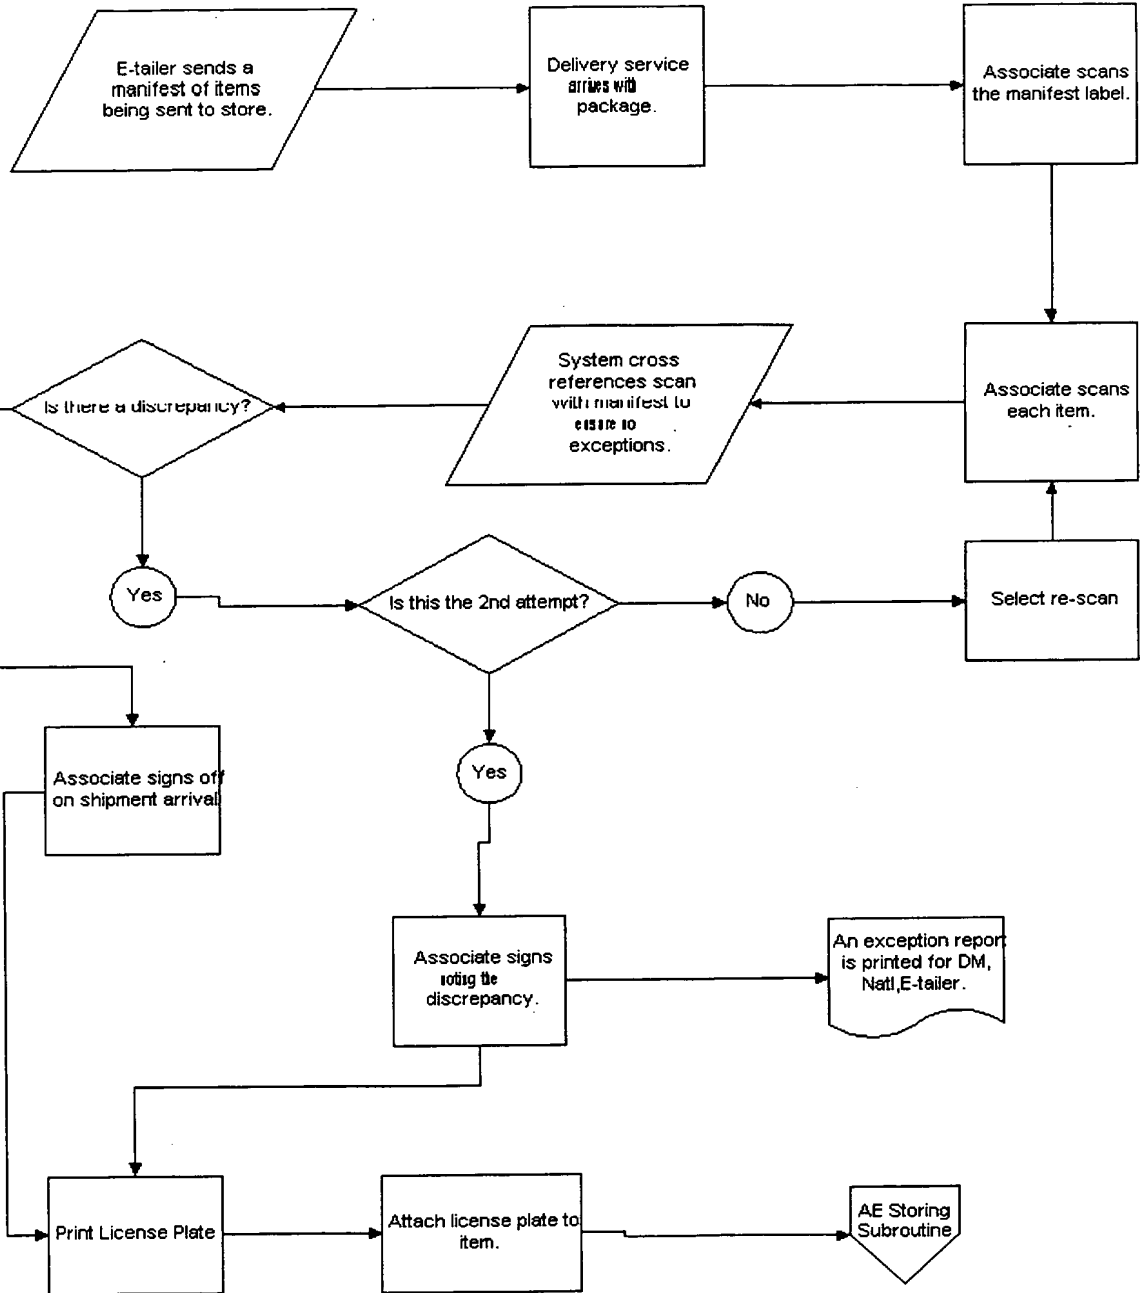 E-tailer sends a
manifest of items
being sent to store.
Delivery service
arrives with
package.
Associate scans
the manifest label.
Is there a discrepancy?
System cross
references scan
with manifest to
ensure no
exceptions.
Associate scans
each item.
Yes
Is this the 2nd attempt?
No
Select re-scan
Associate signs off
on shipment arrival
Yes
Associate signs
noting the
discrepancy.
An exception report
is printed for DM,
Natl,E-tailer.
Print License Plate
Attach license plate to
item.
AE Storing
Subroutine